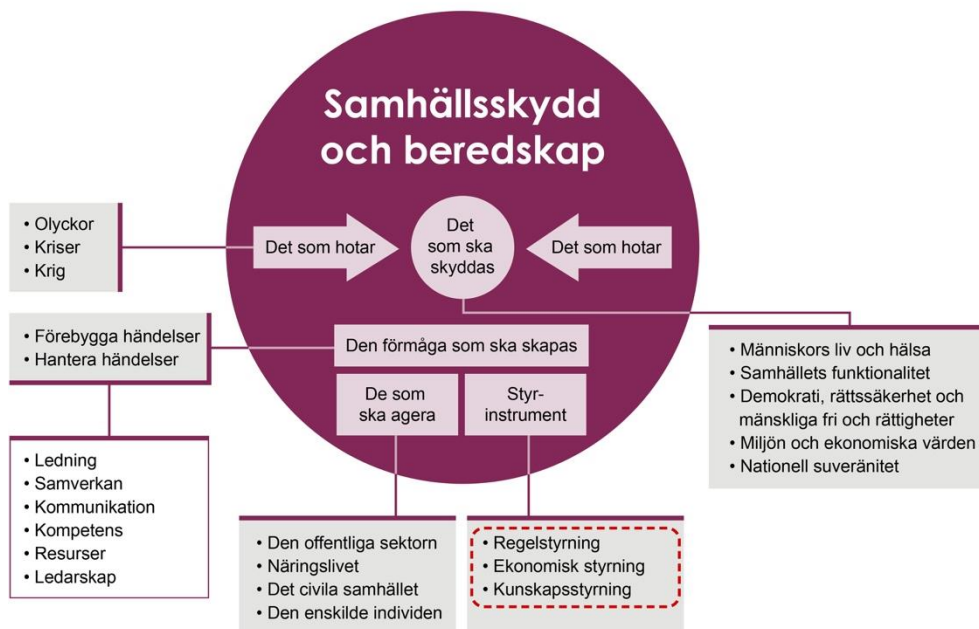 Samhällsskydd
och beredskap
• Olyckor
• Kriser
• Krig
Det som hotar
Det
som ska
skyddas
Det som hotar
• Förebygga händelser
• Hantera händelser
Den förmåga som ska skapas
De som
ska agera
Styr-
instrument
• Människors liv och hälsa
• Samhällets funktionalitet
• Demokrati, rättssäkerhet och
mänskliga fri och rättigheter
• Miljön och ekonomiska värden
• Nationell suveränitet
• Ledning
• Samverkan
• Kommunikation
• Kompetens
• Resurser
• Ledarskap
• Den offentliga sektorn
• Näringslivet
• Det civila samhället
• Den enskilde individen
• Regelstyrning
• Ekonomisk styrning
• Kunskapsstyrning